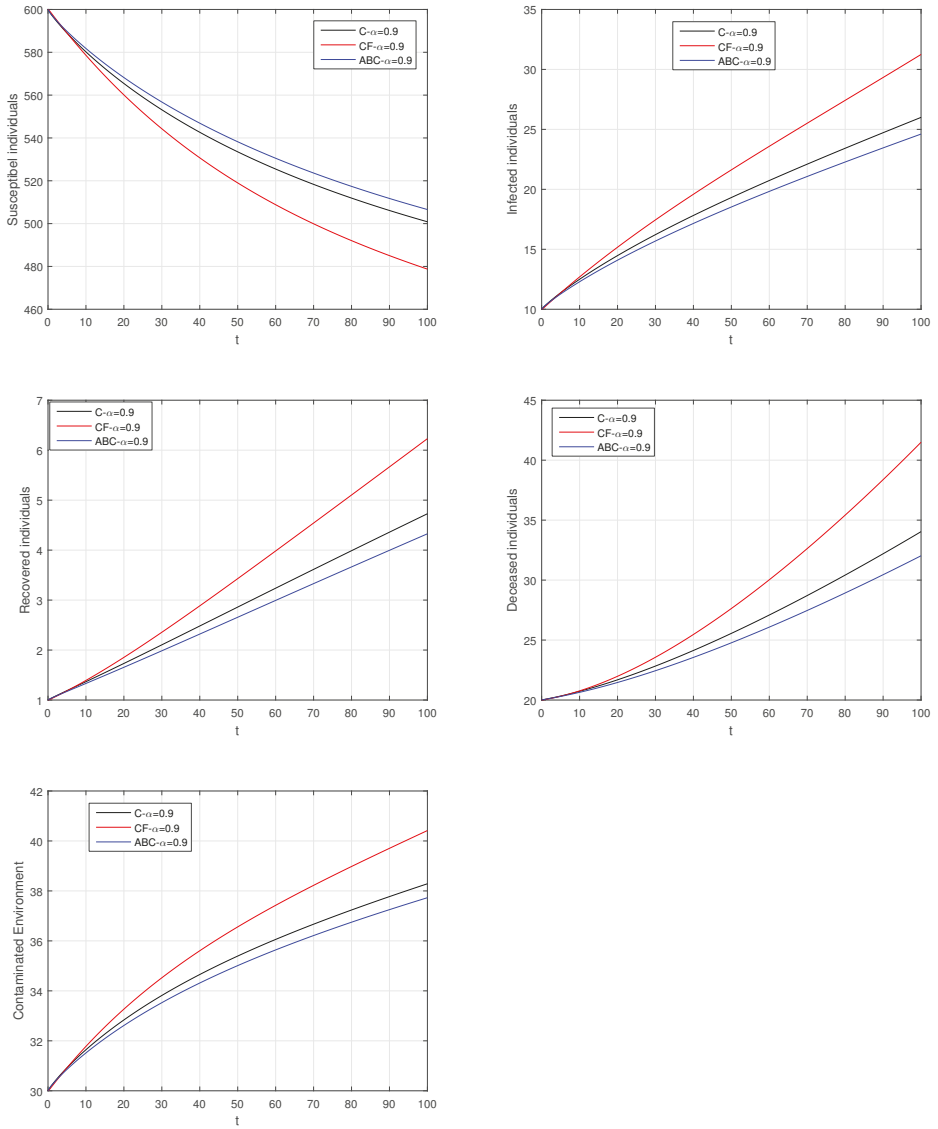 600
580
560
540
520
500
480
460
Susceptibel individuals
C-α=0.9
CF-α=0.9
ABC-α=0.9
0 10 20 30 40 50 60 70 80 90 100
t
35
30
25
20
15
10
Infected individuals
C-α=0.9
CF-α=0.9
ABC-α=0.9
0 10 20 30 40 50 60 70 80 90 100
t
7
6
5
4
3
2
1
Recovered individuals
C-α=0.9
CF-α=0.9
ABC-α=0.9
0 10 20 30 40 50 60 70 80 90 100
t
45
40
35
30
25
20
Deceased individuals
C-α=0.9
CF-α=0.9
ABC-α=0.9
0 10 20 30 40 50 60 70 80 90 100
t
42
40
38
36
34
32
30
Contaminated Environment
C-α=0.9
CF-α=0.9
ABC-α=0.9
0 10 20 30 40 50 60 70 80 90 100
t